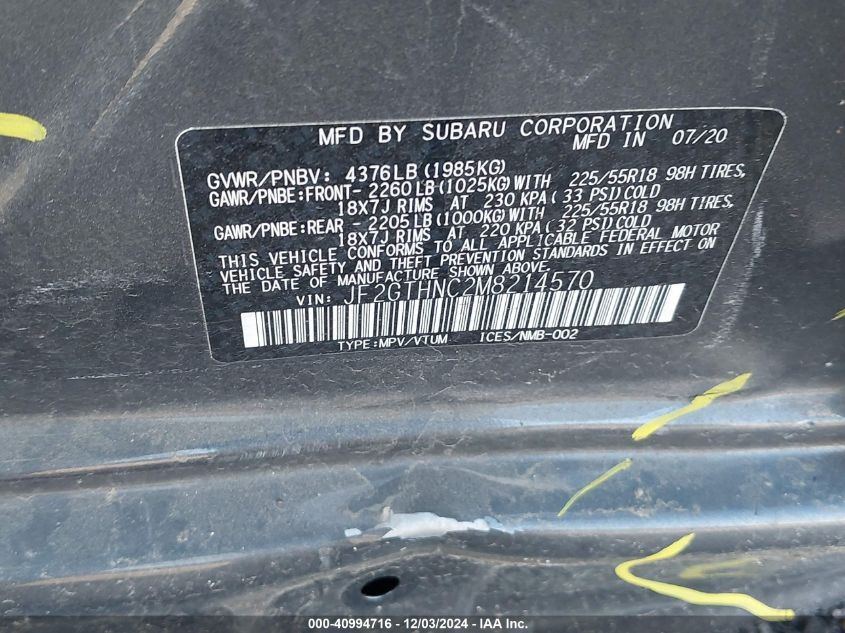 MFD BY SUBARU CORPORATION
MFD IN 07/20
GVWR/PNBV: 4376LB(1985KG)
GAWR/PNBE:FRONT- 2260LB(1025KG)WITH 225/55R18 98H TIRES,
18X7J RIMS AT 230 KPA(33 PSI)COLD
GAWR/PNBE:REAR - 2205LB(1000KG)WITH 225/55R18 98H TIRES,
18X7J RIMS AT 220 KPA(32 PSI)COLD
THIS VEHICLE CONFORMS TO ALL APPLICABLE FEDERAL MOTOR
VEHICLE SAFETY AND THEFT PREVENTION STANDARDS IN EFFECT ON
THE DATE OF MANUFACTURE SHOWN ABOVE.
VIN: JF2GTHNC2M8214570
TYPE:MPV/VTUM ICES/NMB-002
000-40994716 - 12/03/2024 - IAA Inc.